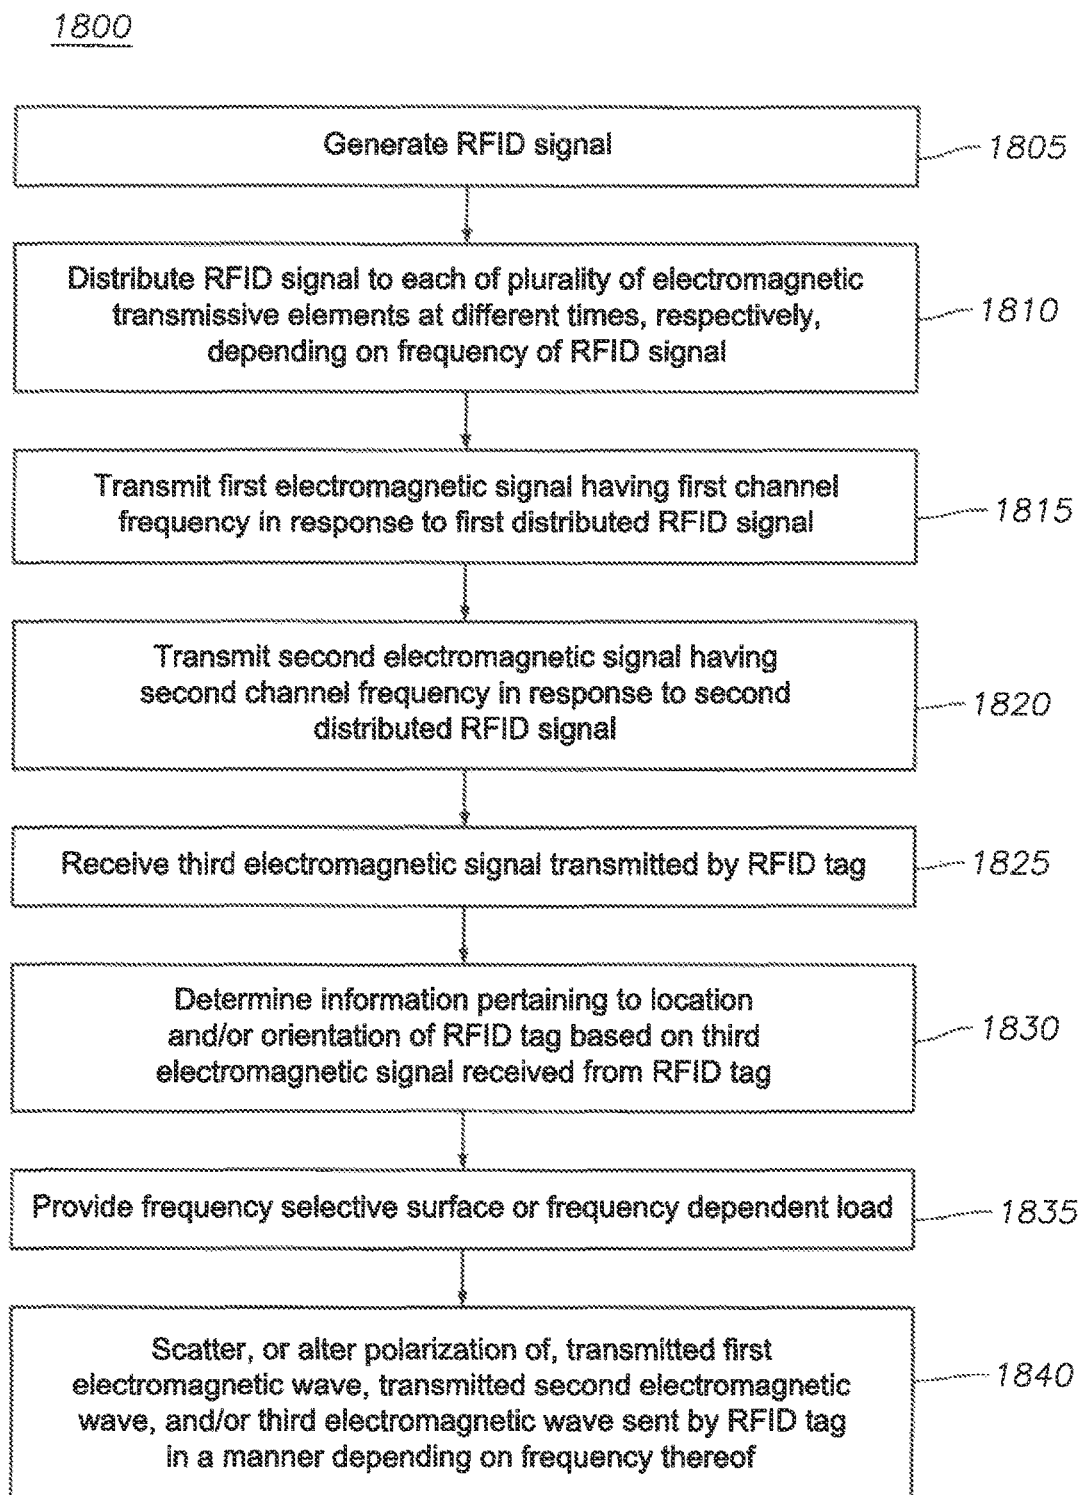 1800
Generate RFID signal
1805
Distribute RFID signal to each of plurality of electromagnetic
transmissive elements at different times, respectively,
depending on frequency of RFID signal
1810
Transmit first electromagnetic signal having first channel
frequency in response to first distributed RFID signal
1815
Transmit second electromagnetic signal having
second channel frequency in response to second
distributed RFID signal
1820
Receive third electromagnetic signal transmitted by RFID tag
1825
Determine information pertaining to location
and/or orientation of RFID tag based on third
electromagnetic signal received from RFID tag
1830
Provide frequency selective surface or frequency dependent load
1835
Scatter, or alter polarization of, transmitted first
electromagnetic wave, transmitted second electromagnetic
wave, and/or third electromagnetic wave sent by RFID tag
in a manner depending on frequency thereof
1840